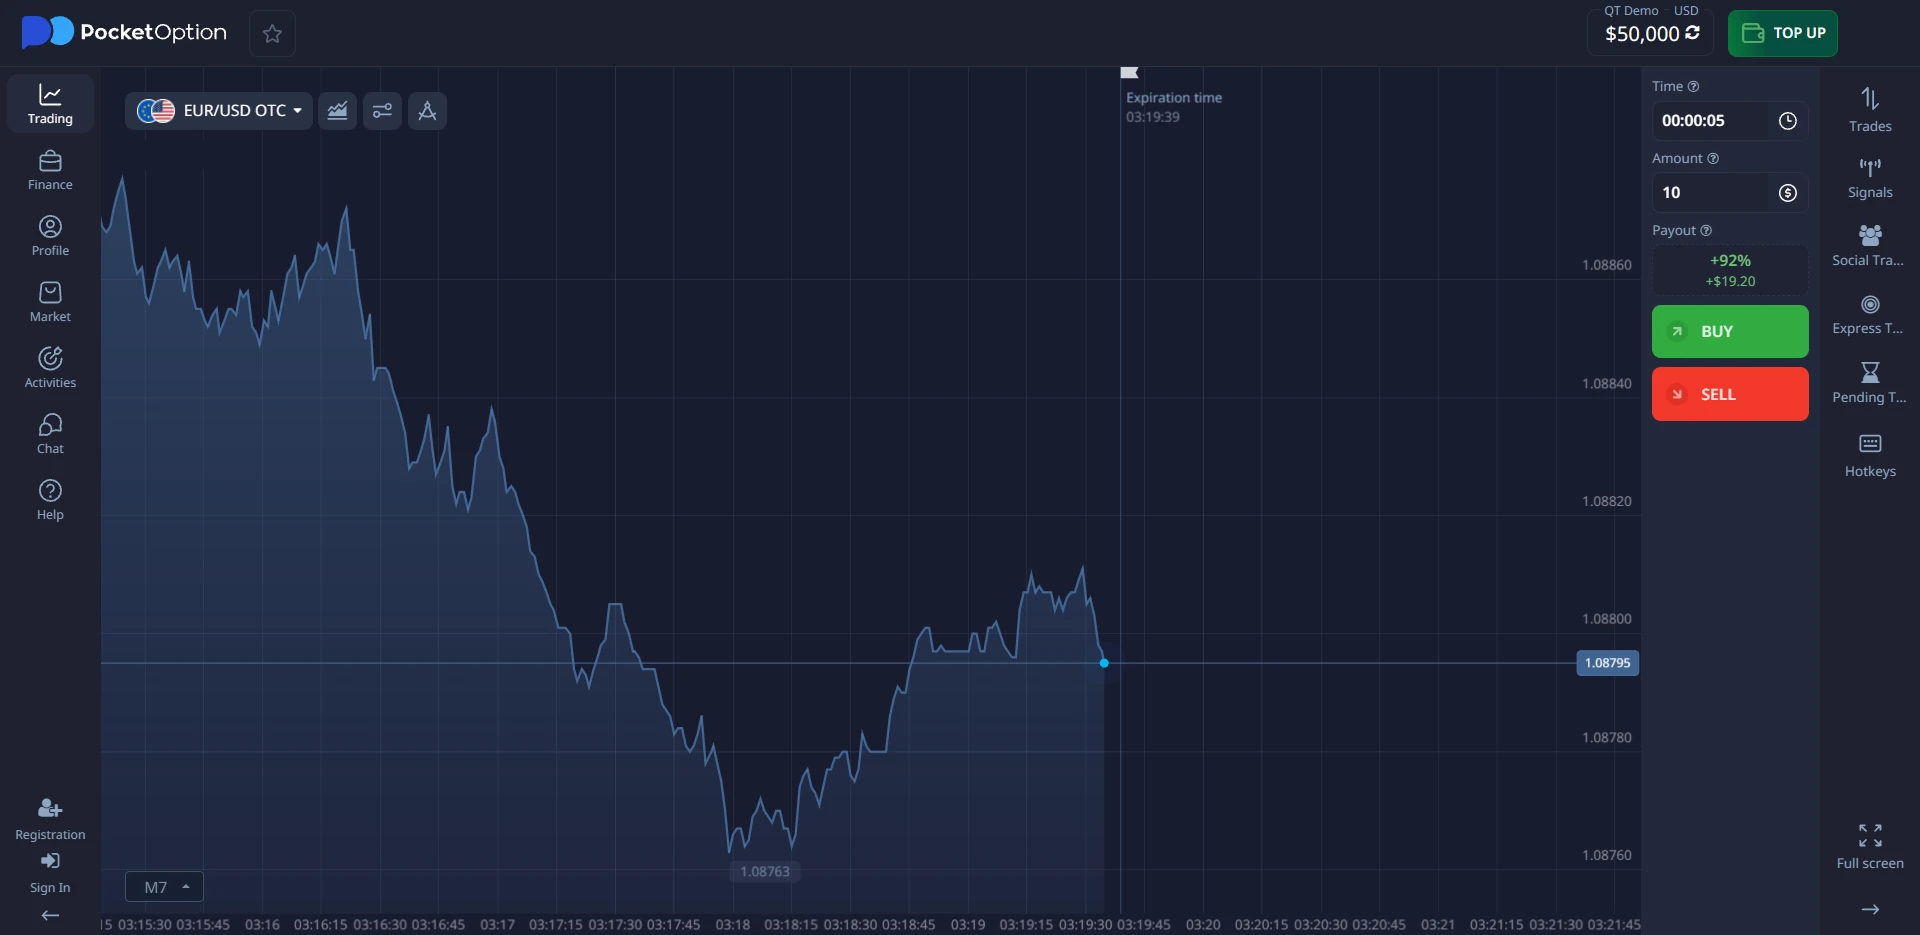 PocketOption
QT Demo USD
$50,000
TOP UP
Trading
Finance
Profile
Market
Activities
Chat
Help
Registration
Sign In
EUR/USD OTC
Expiration time
03:19:39
1.08860
1.08840
1.08820
1.08800
1.08795
1.08780
1.08760
1.08763
M7
15 03:15:30 03:15:45 03:16 03:16:15 03:16:30 03:16:45 03:17 03:17:15 03:17:30 03:17:45 03:18 03:18:15 03:18:30 03:18:45 03:19 03:19:15 03:19:30 03:19:45 03:20 03:20:15 03:20:30 03:20:45 03:21 03:21:15 03:21:30 03:21:45
Time
00:00:05
Amount
10
Payout
+92%
+$19.20
BUY
SELL
Trades
Signals
Social Tra...
Express T...
Pending T...
Hotkeys
Full screen